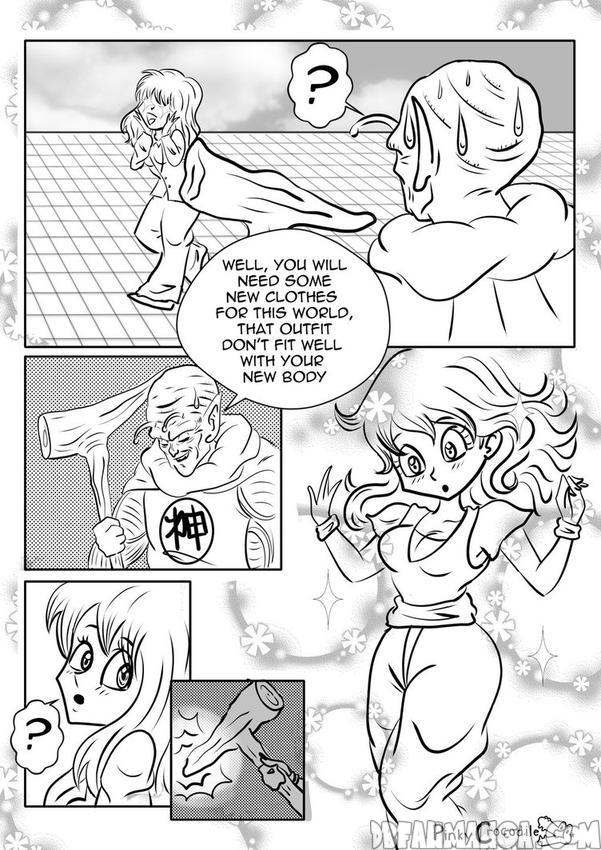 ?
WELL, YOU WILL
NEED SOME
NEW CLOTHES
FOR THIS WORLD,
THAT OUTFIT
DON'T FIT WELL
WITH YOUR
NEW BODY
神
?
Pinky Crocodile
DBFANMANGA.COM